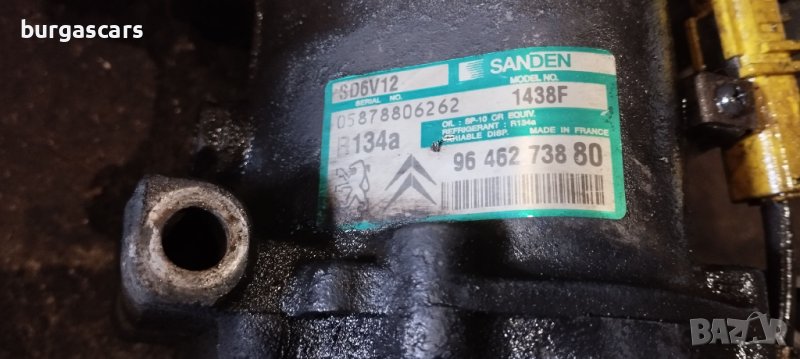 burgascars
SD6V12
SERIAL NO.
05878806262
R134a
SANDEN
MODEL NO.
1438F
OIL : SP-10 OR EQUIV.
REFRIGERANT : R134a
VARIABLE DISP. MADE IN FRANCE
96 462 738 80
BAZAR